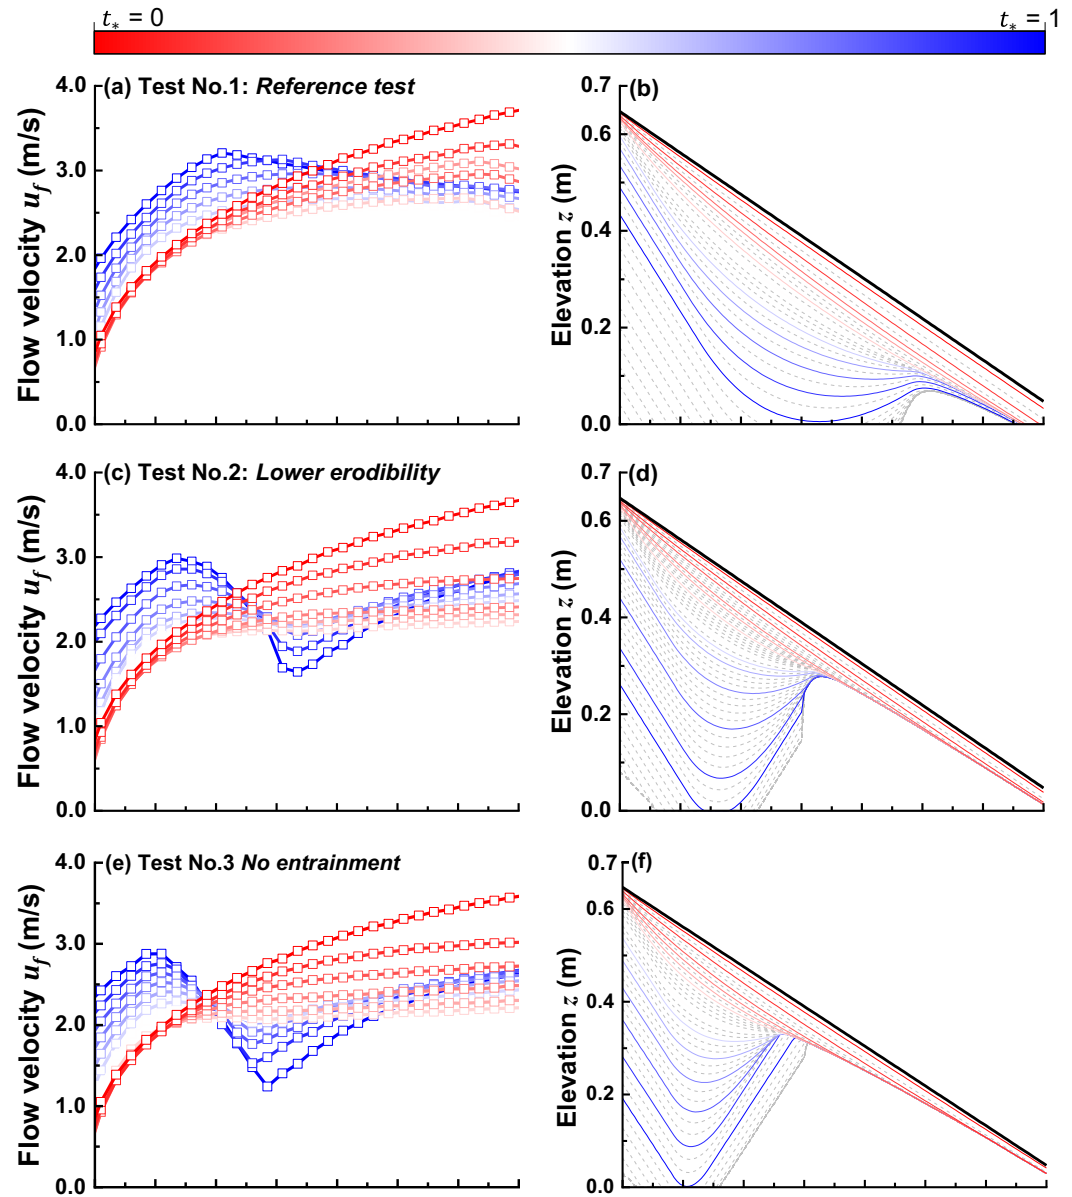 t* = 0
t* = 1
(a) Test No.1: Reference test
(b)
Flow velocity u_f (m/s)
4.0
3.0
2.0
1.0
0.0
Elevation z (m)
0.7
0.6
0.4
0.2
0.0
(c) Test No.2: Lower erodibility
(d)
Flow velocity u_f (m/s)
4.0
3.0
2.0
1.0
0.0
Elevation z (m)
0.7
0.6
0.4
0.2
0.0
(e) Test No.3 No entrainment
(f)
Flow velocity u_f (m/s)
4.0
3.0
2.0
1.0
0.0
Elevation z (m)
0.7
0.6
0.4
0.2
0.0